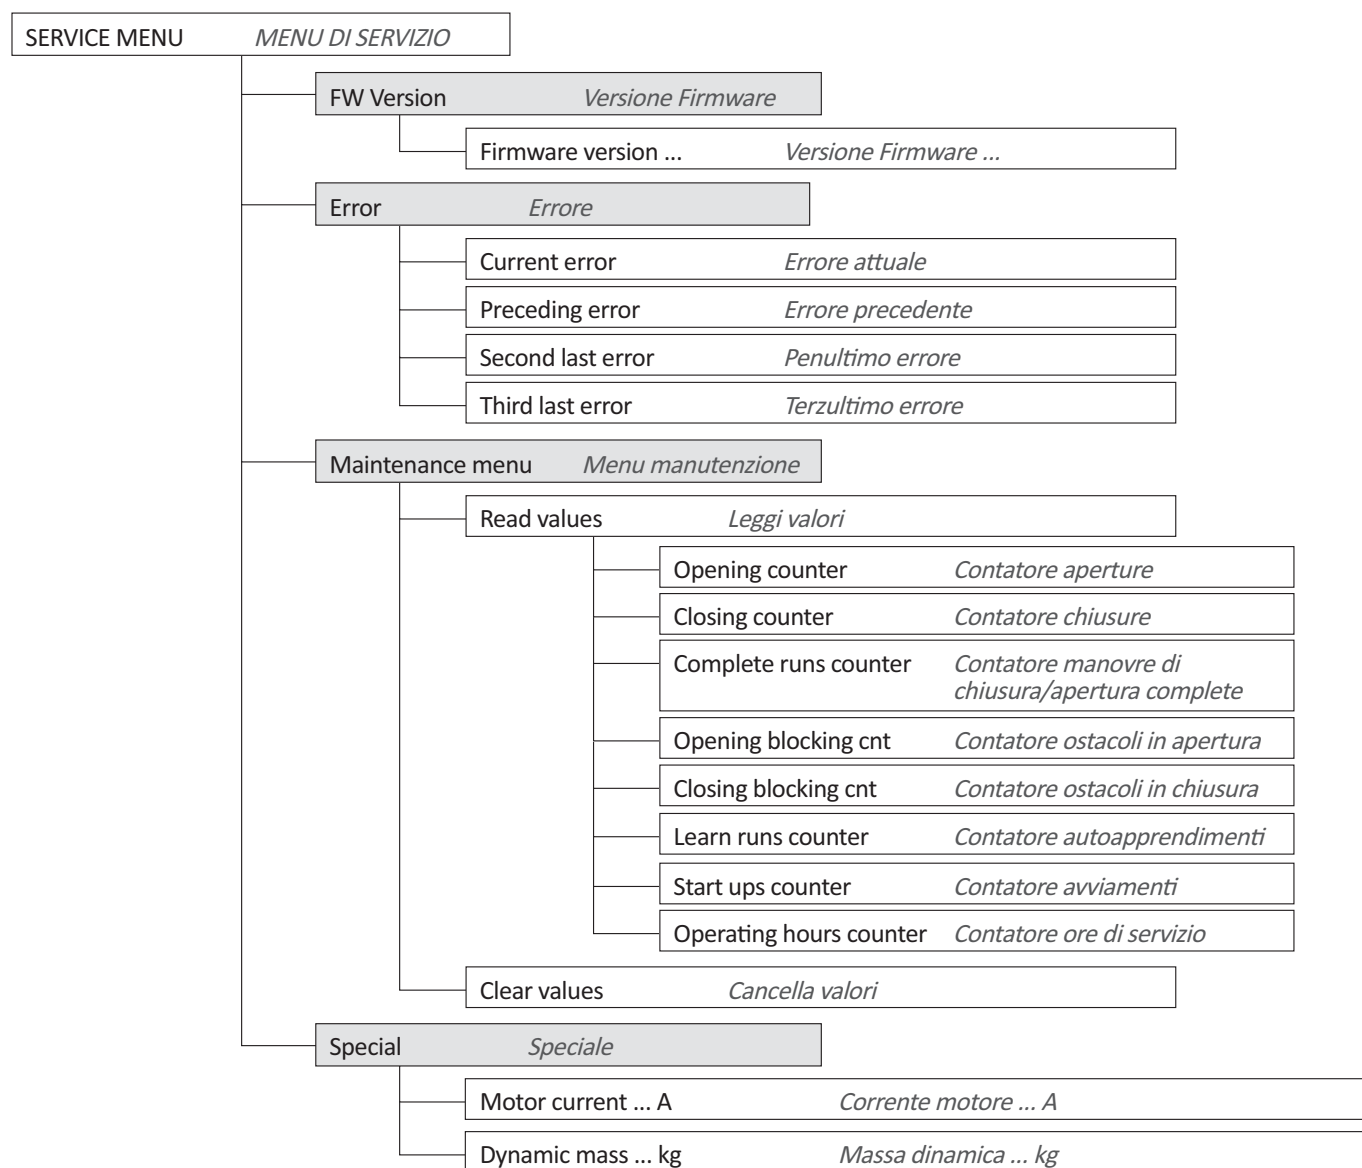 SERVICE MENU MENU DI SERVIZIO
FW Version Versione Firmware
Firmware version ... Versione Firmware ...
Error Errore
Current error Errore attuale
Preceding error Errore precedente
Second last error Penultimo errore
Third last error Terzultimo errore
Maintenance menu Menu manutenzione
Read values Leggi valori
Opening counter Contatore aperture
Closing counter Contatore chiusure
Complete runs counter Contatore manovre di
chiusura/apertura complete
Opening blocking cnt Contatore ostacoli in apertura
Closing blocking cnt Contatore ostacoli in chiusura
Learn runs counter Contatore autoapprendimenti
Start ups counter Contatore avviamenti
Operating hours counter Contatore ore di servizio
Clear values Cancella valori
Special Speciale
Motor current ... A Corrente motore ... A
Dynamic mass ... kg Massa dinamica ... kg